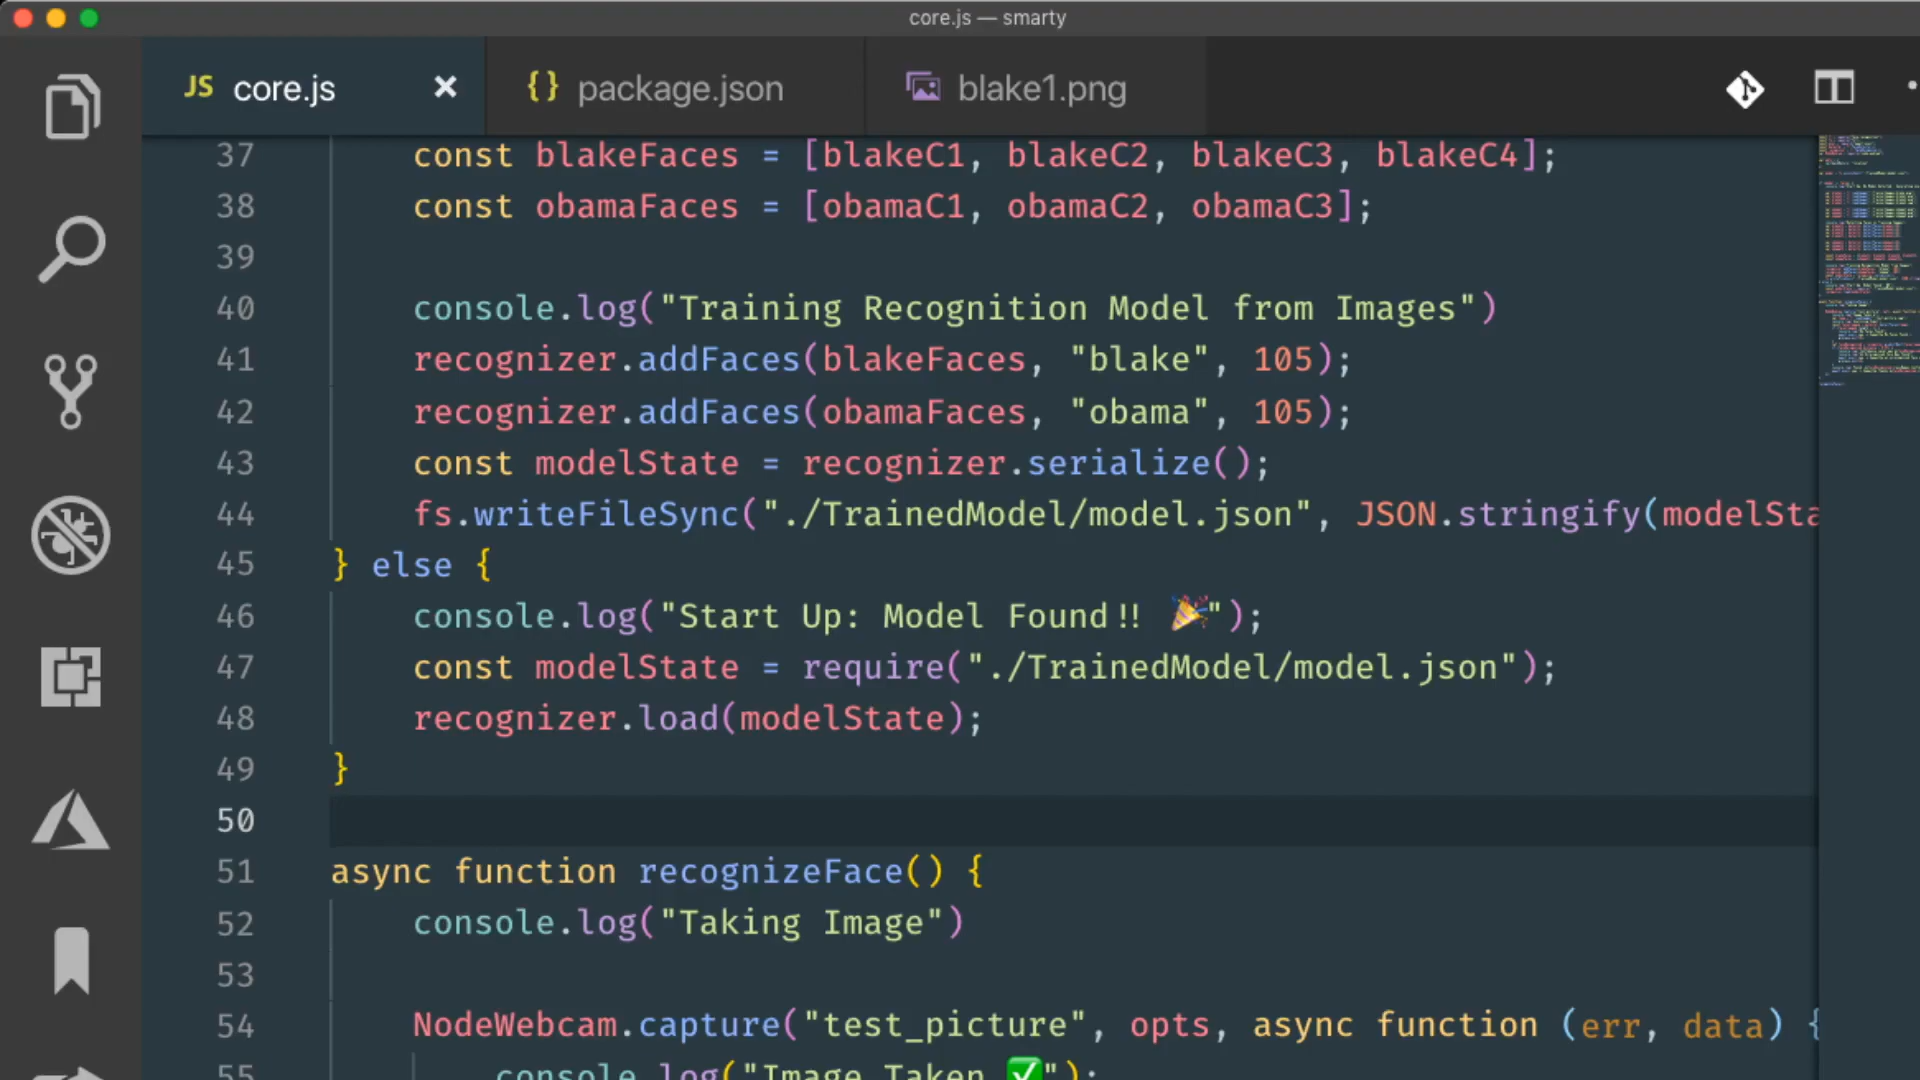 core.js — smarty
JS core.js × {} package.json blake1.png
37 const blakeFaces = [blakeC1, blakeC2, blakeC3, blakeC4];
38 const obamaFaces = [obamaC1, obamaC2, obamaC3];
39
40 console.log("Training Recognition Model from Images")
41 recognizer.addFaces(blakeFaces, "blake", 105);
42 recognizer.addFaces(obamaFaces, "obama", 105);
43 const modelState = recognizer.serialize();
44 fs.writeFileSync("./TrainedModel/model.json", JSON.stringify(modelSta
45 } else {
46 console.log("Start Up: Model Found!! 🎉");
47 const modelState = require("./TrainedModel/model.json");
48 recognizer.load(modelState);
49 }
50
51 async function recognizeFace() {
52 console.log("Taking Image")
53
54 NodeWebcam.capture("test_picture", opts, async function (err, data) {
55 console.log("Image Taken ✅");